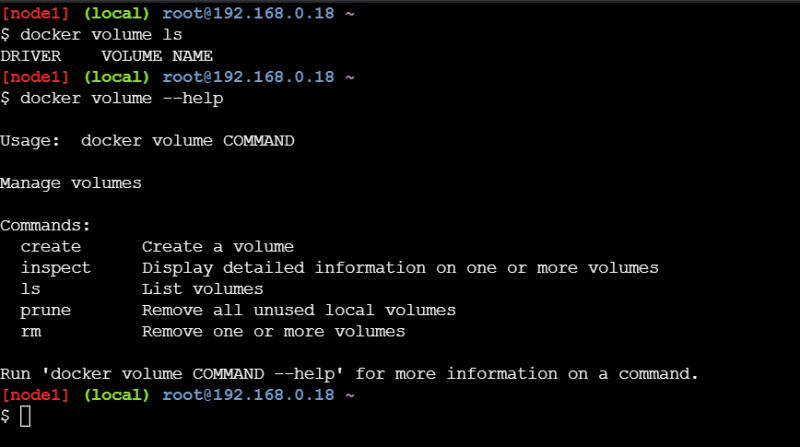 [node1] (local) root@192.168.0.18 ~
$ docker volume ls
DRIVER    VOLUME NAME
[node1] (local) root@192.168.0.18 ~
$ docker volume --help
Usage:  docker volume COMMAND
Manage volumes
Commands:
  create      Create a volume
  inspect     Display detailed information on one or more volumes
  ls          List volumes
  prune       Remove all unused local volumes
  rm          Remove one or more volumes
Run 'docker volume COMMAND --help' for more information on a command.
[node1] (local) root@192.168.0.18 ~
$